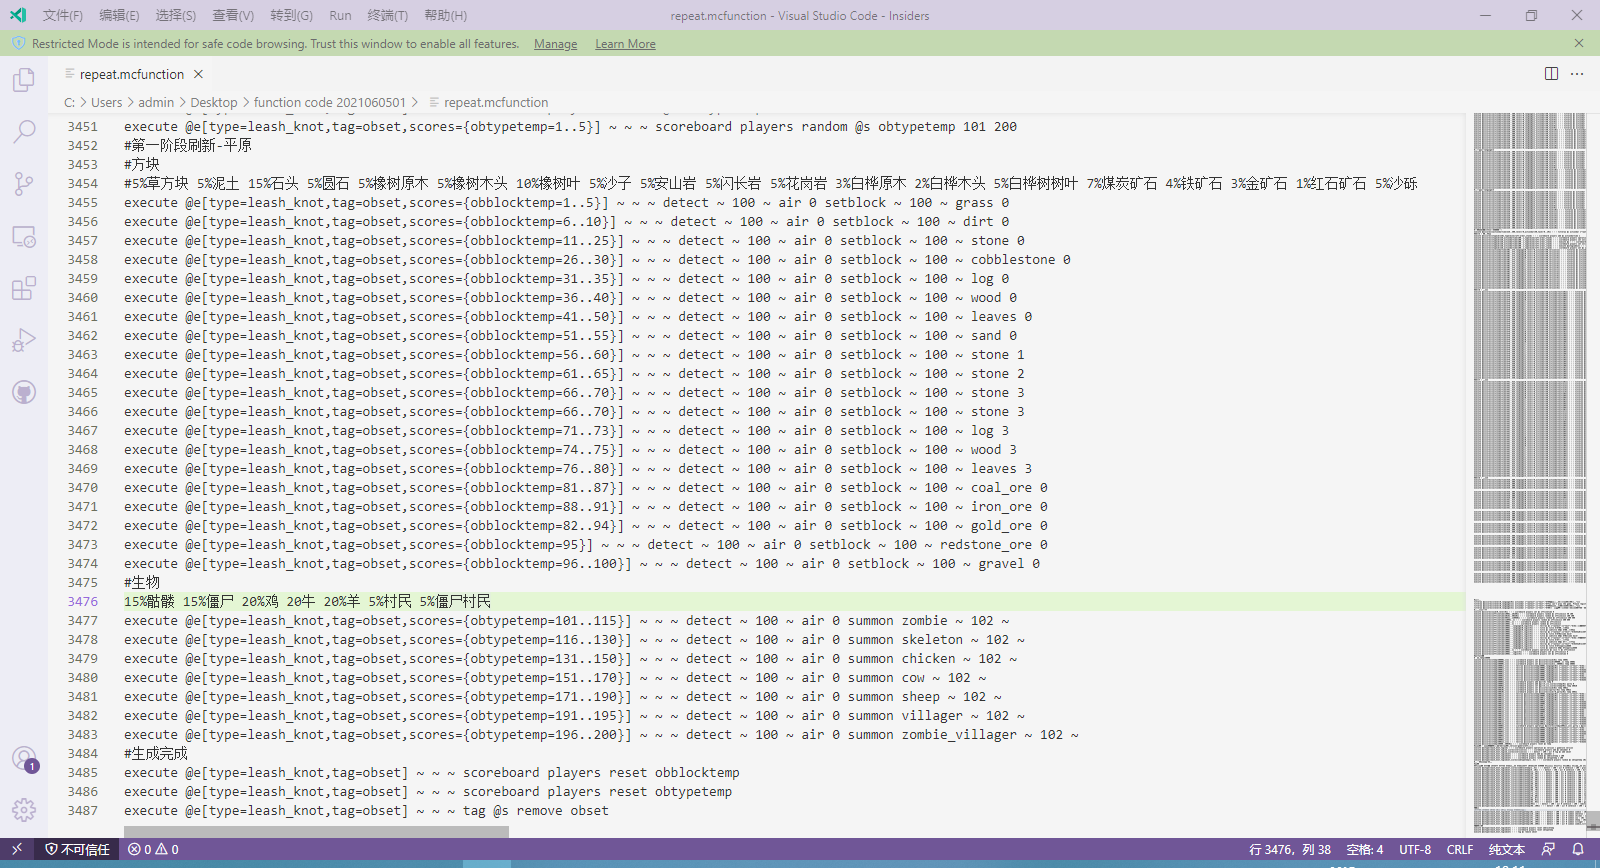 文件(F) 编辑(E) 选择(S) 查看(V) 转到(G) Run 终端(T) 帮助(H) repeat.mcfunction - Visual Studio Code - Insiders
Restricted Mode is intended for safe code browsing. Trust this window to enable all features. Manage Learn More
repeat.mcfunction
C: > Users > admin > Desktop > function code 2021060501 > repeat.mcfunction
3451 execute @e[type=leash_knot,tag=obset,scores={obtypetemp=1..5}] ~ ~ ~ scoreboard players random @s obtypetemp 101 200
3452 #第一阶段刷新-平原
3453 #方块
3454 #5%草方块 5%泥土 15%石头 5%圆石 5%橡树原木 5%橡树木头 10%橡树叶 5%沙子 5%安山岩 5%闪长岩 5%花岗岩 3%白桦原木 2%白桦木头 5%白桦树树叶 7%煤炭矿石 4%铁矿石 3%金矿石 1%红石矿石 5%沙砾
3455 execute @e[type=leash_knot,tag=obset,scores={obblocktemp=1..5}] ~ ~ ~ detect ~ 100 ~ air 0 setblock ~ 100 ~ grass 0
3456 execute @e[type=leash_knot,tag=obset,scores={obblocktemp=6..10}] ~ ~ ~ detect ~ 100 ~ air 0 setblock ~ 100 ~ dirt 0
3457 execute @e[type=leash_knot,tag=obset,scores={obblocktemp=11..25}] ~ ~ ~ detect ~ 100 ~ air 0 setblock ~ 100 ~ stone 0
3458 execute @e[type=leash_knot,tag=obset,scores={obblocktemp=26..30}] ~ ~ ~ detect ~ 100 ~ air 0 setblock ~ 100 ~ cobblestone 0
3459 execute @e[type=leash_knot,tag=obset,scores={obblocktemp=31..35}] ~ ~ ~ detect ~ 100 ~ air 0 setblock ~ 100 ~ log 0
3460 execute @e[type=leash_knot,tag=obset,scores={obblocktemp=36..40}] ~ ~ ~ detect ~ 100 ~ air 0 setblock ~ 100 ~ wood 0
3461 execute @e[type=leash_knot,tag=obset,scores={obblocktemp=41..50}] ~ ~ ~ detect ~ 100 ~ air 0 setblock ~ 100 ~ leaves 0
3462 execute @e[type=leash_knot,tag=obset,scores={obblocktemp=51..55}] ~ ~ ~ detect ~ 100 ~ air 0 setblock ~ 100 ~ sand 0
3463 execute @e[type=leash_knot,tag=obset,scores={obblocktemp=56..60}] ~ ~ ~ detect ~ 100 ~ air 0 setblock ~ 100 ~ stone 1
3464 execute @e[type=leash_knot,tag=obset,scores={obblocktemp=61..65}] ~ ~ ~ detect ~ 100 ~ air 0 setblock ~ 100 ~ stone 2
3465 execute @e[type=leash_knot,tag=obset,scores={obblocktemp=66..70}] ~ ~ ~ detect ~ 100 ~ air 0 setblock ~ 100 ~ stone 3
3466 execute @e[type=leash_knot,tag=obset,scores={obblocktemp=66..70}] ~ ~ ~ detect ~ 100 ~ air 0 setblock ~ 100 ~ stone 3
3467 execute @e[type=leash_knot,tag=obset,scores={obblocktemp=71..73}] ~ ~ ~ detect ~ 100 ~ air 0 setblock ~ 100 ~ log 3
3468 execute @e[type=leash_knot,tag=obset,scores={obblocktemp=74..75}] ~ ~ ~ detect ~ 100 ~ air 0 setblock ~ 100 ~ wood 3
3469 execute @e[type=leash_knot,tag=obset,scores={obblocktemp=76..80}] ~ ~ ~ detect ~ 100 ~ air 0 setblock ~ 100 ~ leaves 3
3470 execute @e[type=leash_knot,tag=obset,scores={obblocktemp=81..87}] ~ ~ ~ detect ~ 100 ~ air 0 setblock ~ 100 ~ coal_ore 0
3471 execute @e[type=leash_knot,tag=obset,scores={obblocktemp=88..91}] ~ ~ ~ detect ~ 100 ~ air 0 setblock ~ 100 ~ iron_ore 0
3472 execute @e[type=leash_knot,tag=obset,scores={obblocktemp=82..94}] ~ ~ ~ detect ~ 100 ~ air 0 setblock ~ 100 ~ gold_ore 0
3473 execute @e[type=leash_knot,tag=obset,scores={obblocktemp=95}] ~ ~ ~ detect ~ 100 ~ air 0 setblock ~ 100 ~ redstone_ore 0
3474 execute @e[type=leash_knot,tag=obset,scores={obblocktemp=96..100}] ~ ~ ~ detect ~ 100 ~ air 0 setblock ~ 100 ~ gravel 0
3475 #生物
3476 15%骷髅 15%僵尸 20%鸡 20牛 20%羊 5%村民 5%僵尸村民
3477 execute @e[type=leash_knot,tag=obset,scores={obtypetemp=101..115}] ~ ~ ~ detect ~ 100 ~ air 0 summon zombie ~ 102 ~
3478 execute @e[type=leash_knot,tag=obset,scores={obtypetemp=116..130}] ~ ~ ~ detect ~ 100 ~ air 0 summon skeleton ~ 102 ~
3479 execute @e[type=leash_knot,tag=obset,scores={obtypetemp=131..150}] ~ ~ ~ detect ~ 100 ~ air 0 summon chicken ~ 102 ~
3480 execute @e[type=leash_knot,tag=obset,scores={obtypetemp=151..170}] ~ ~ ~ detect ~ 100 ~ air 0 summon cow ~ 102 ~
3481 execute @e[type=leash_knot,tag=obset,scores={obtypetemp=171..190}] ~ ~ ~ detect ~ 100 ~ air 0 summon sheep ~ 102 ~
3482 execute @e[type=leash_knot,tag=obset,scores={obtypetemp=191..195}] ~ ~ ~ detect ~ 100 ~ air 0 summon villager ~ 102 ~
3483 execute @e[type=leash_knot,tag=obset,scores={obtypetemp=196..200}] ~ ~ ~ detect ~ 100 ~ air 0 summon zombie_villager ~ 102 ~
3484 #生成完成
3485 execute @e[type=leash_knot,tag=obset] ~ ~ ~ scoreboard players reset obblocktemp
3486 execute @e[type=leash_knot,tag=obset] ~ ~ ~ scoreboard players reset obtypetemp
3487 execute @e[type=leash_knot,tag=obset] ~ ~ ~ tag @s remove obset
1
不可信任 0 0 行 3476，列 38 空格: 4 UTF-8 CRLF 纯文本